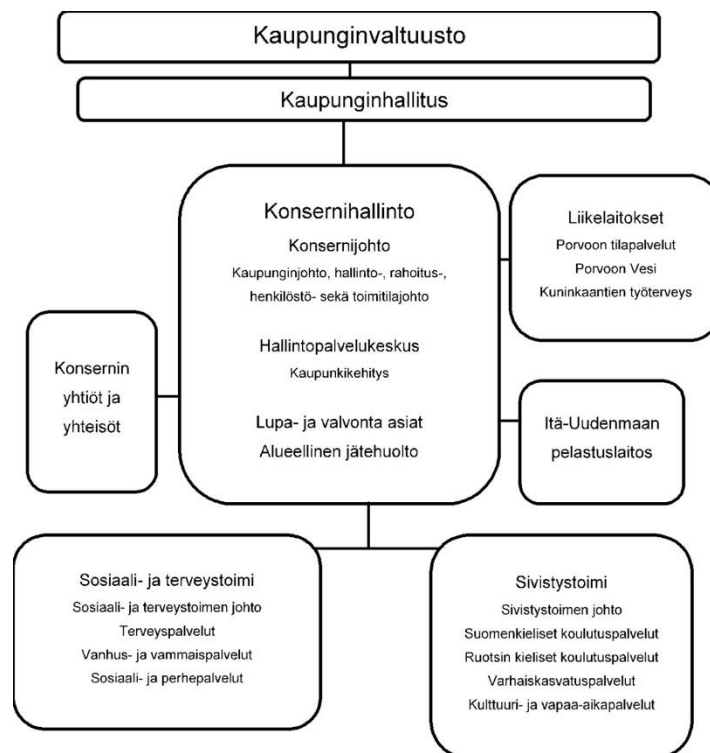 Kaupunginvaltuusto
Kaupunginhallitus
Konsernihallinto
Konsernijohto
Kaupunginjohto, hallinto-, rahoitus-,
henkilöstö- sekä toimitilajohto
Hallintopalvelukeskus
Kaupunkikehitys
Lupa- ja valvonta asiat
Alueellinen jätehuolto
Liikelaitokset
Porvoon tilapalvelut
Porvoon Vesi
Kuninkaantien työterveys
Konsernin
yhtiöt ja
yhteisöt
Itä-Uudenmaan
pelastuslaitos
Sosiaali- ja terveystoimi
Sosiaali- ja terveystoimen johto
Terveyspalvelut
Vanhus- ja vammaispalvelut
Sosiaali- ja perhepalvelut
Sivistystoimi
Sivistystoimen johto
Suomenkieliset koulutuspalvelut
Ruotsin kieliset koulutuspalvelut
Varhaiskasvatuspalvelut
Kulttuuri- ja vapaa-aikapalvelut